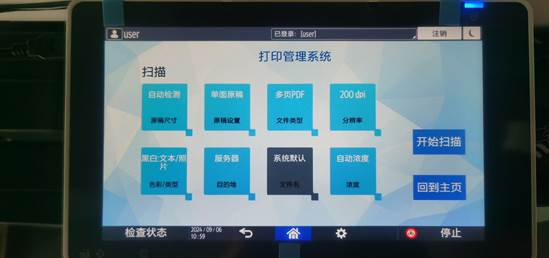 user
已登录: [user]
注销
打印管理系统
扫描
自动检测
原稿尺寸
单面原稿
原稿设置
多页PDF
文件类型
200 dpi
分辨率
开始扫描
黑白:文本/照
片
色彩/类型
服务器
目的地
系统默认
文件名
自动浓度
浓度
回到主页
检查状态
2024/09/06
10:59
停止